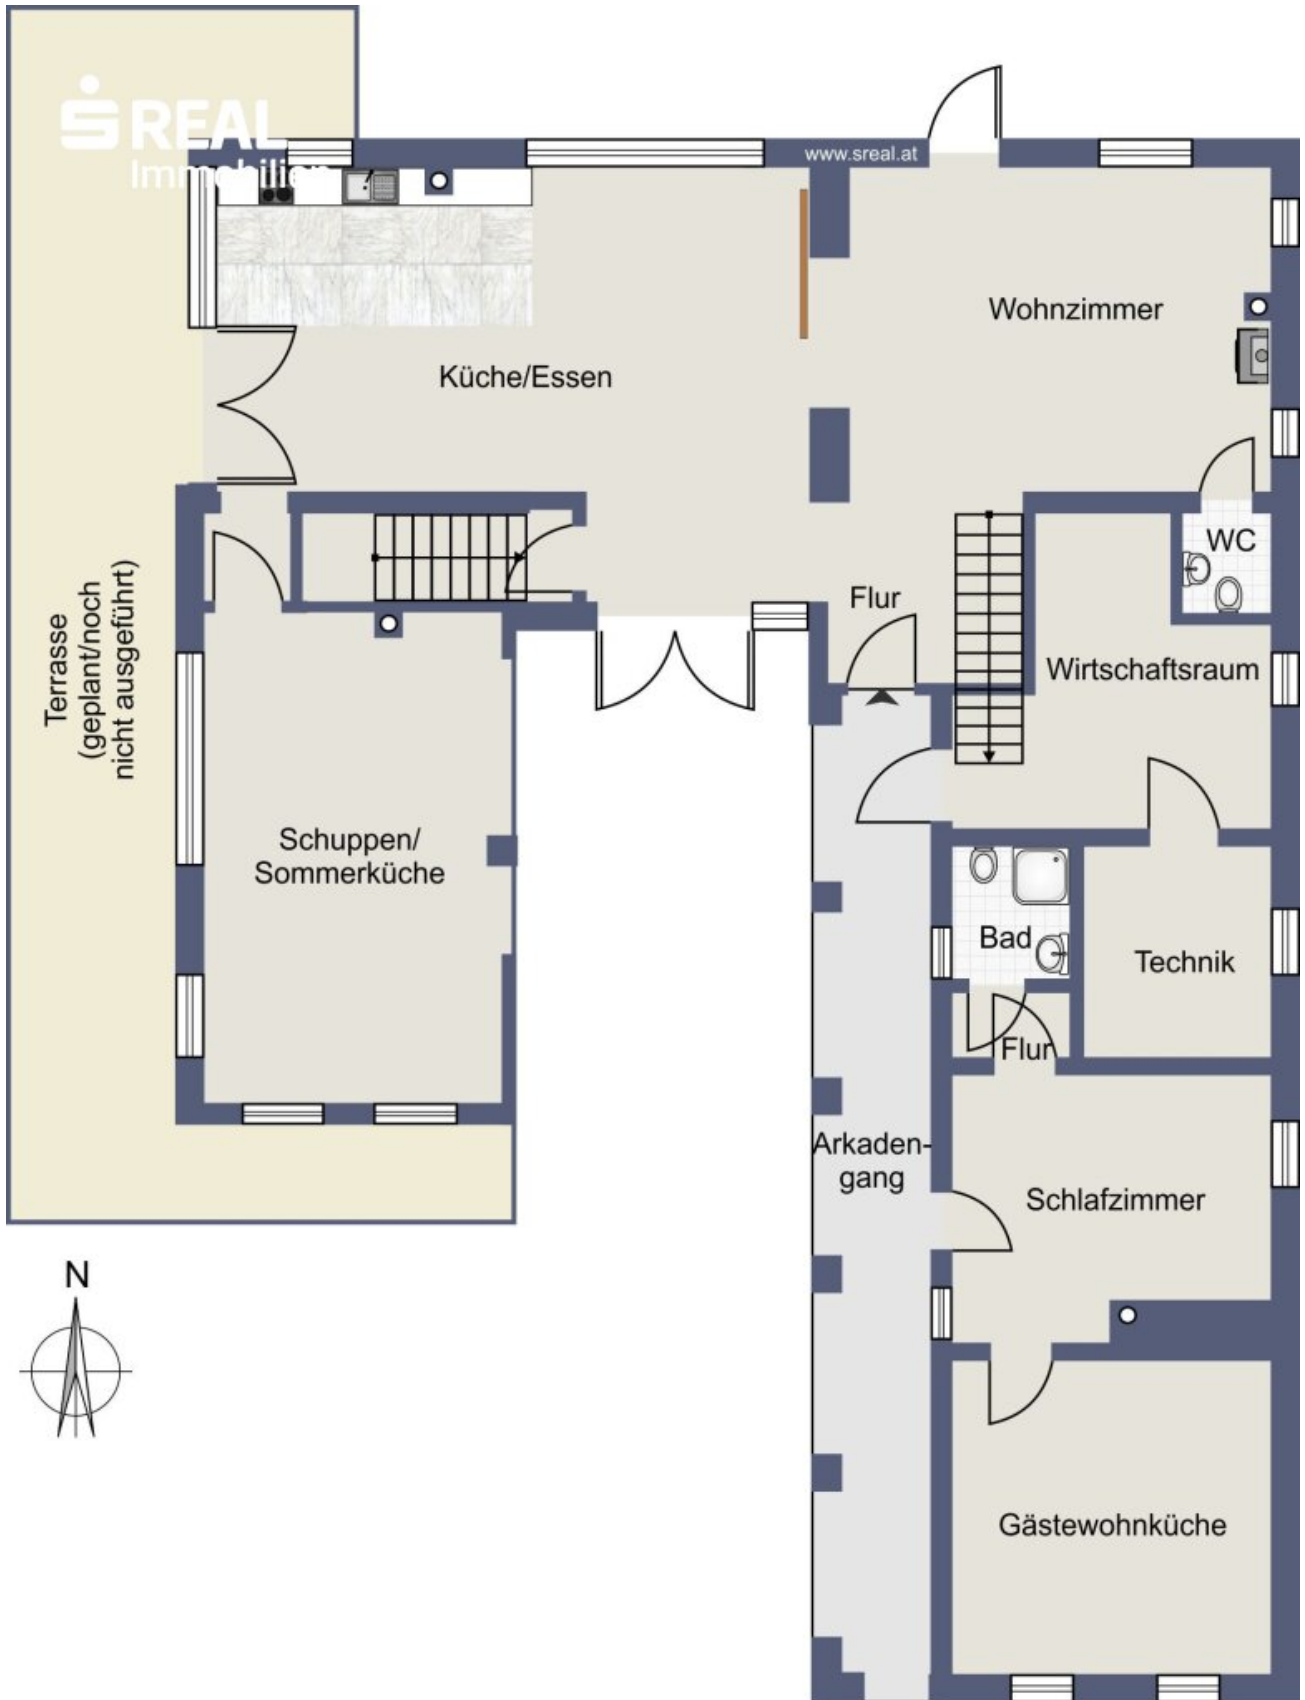 S REAL
Immobilien
www.sreal.at
Wohnzimmer
Küche/Essen
WC
Flur
Wirtschaftsraum
Terrasse
(geplant/noch
nicht ausgeführt)
Schuppen/
Sommerküche
Bad
Technik
Flur
Arkaden-
gang
Schlafzimmer
N
Gästewohnküche